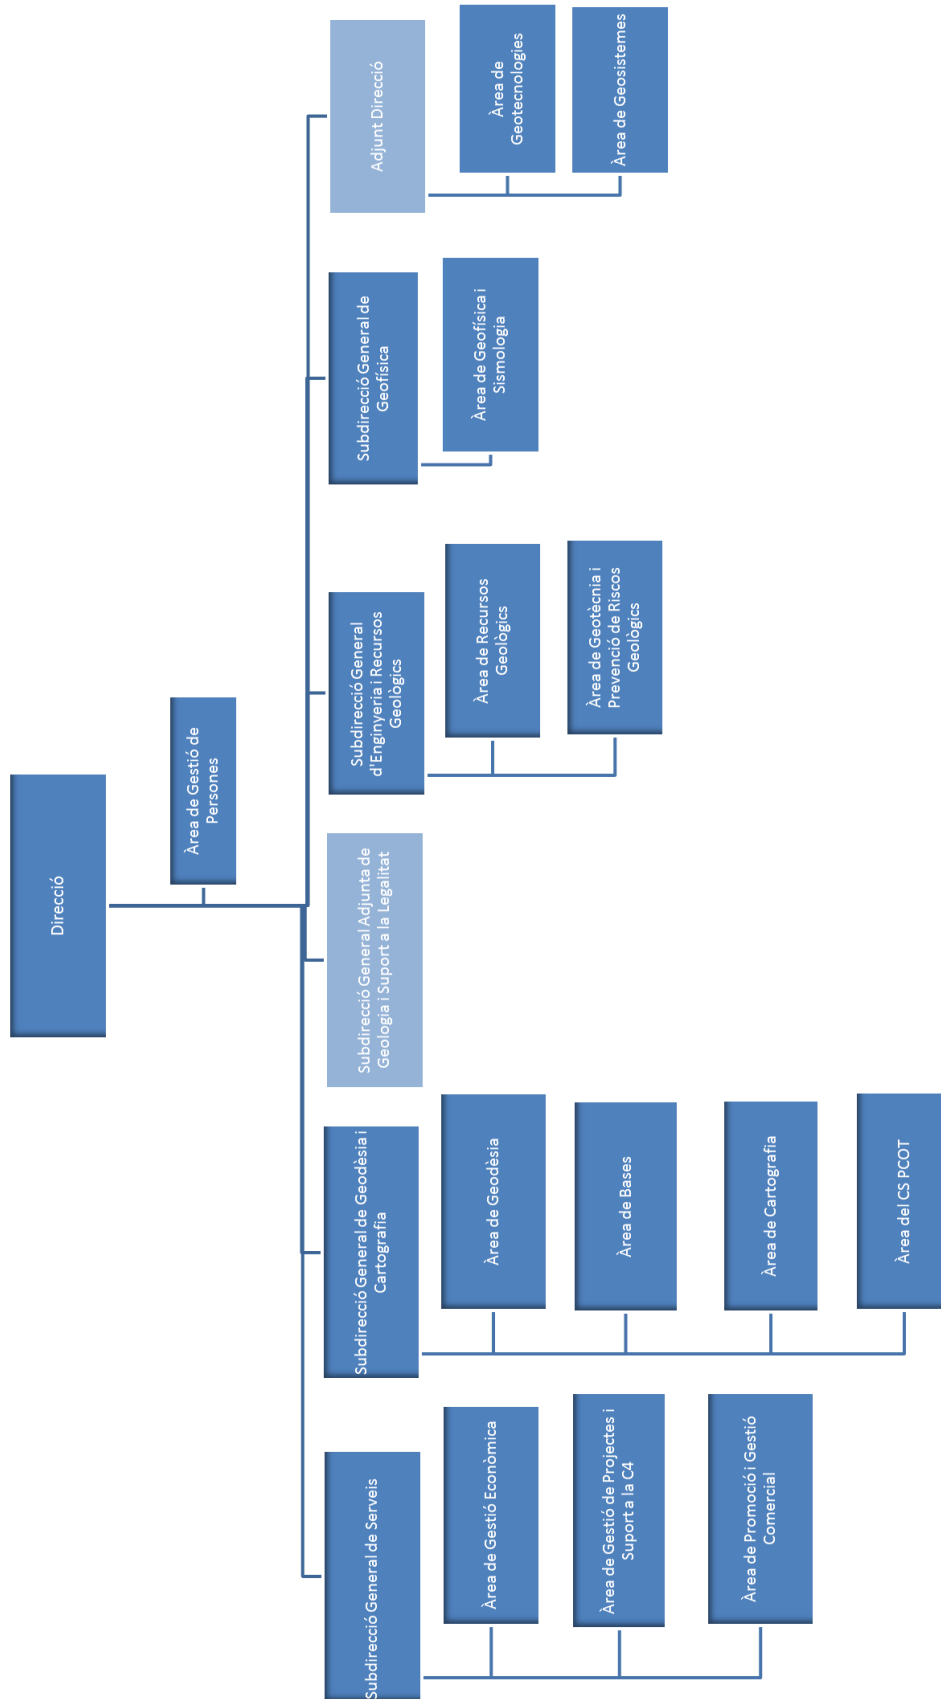 Direcció
Àrea de Gestió de
Persones
Subdirecció General de Serveis
Àrea de Gestió Econòmica
Àrea de Gestió de Projectes i
Suport a la C4
Àrea de Promoció i Gestió
Comercial
Subdirecció General de Geodèsia i
Cartografia
Àrea de Geodèsia
Àrea de Bases
Àrea de Cartografia
Àrea del CS PCOT
Subdirecció General Adjunta de
Geologia i Suport a la Legalitat
Subdirecció General
d'Enginyeria i Recursos
Geològics
Àrea de Recursos
Geològics
Àrea de Geotècnia i
Prevenció de Riscos
Geològics
Subdirecció General de
Geofísica
Àrea de Geofísica i
Sismologia
Adjunt Direcció
Àrea de
Geotecnologies
Àrea de Geosistemes